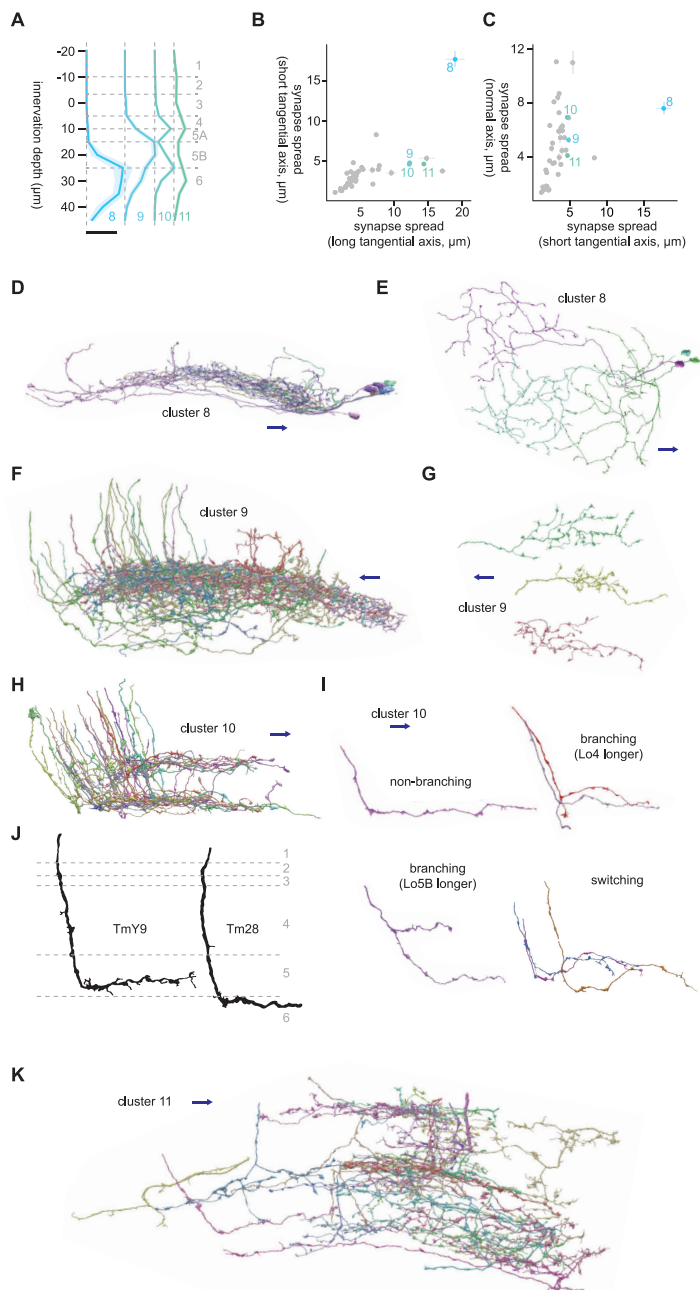 A
-20
-10
0
10
20
30
40
innervation depth (µm)
1
2
3
4
5A
5B
6
8
9
10
11
B
synapse spread
(short tangential axis, µm)
15
10
5
8
9
10
11
5
10
15
20
synapse spread
(long tangential axis, µm)
C
synapse spread
(normal axis, µm)
12
8
4
10
8
9
11
0
5
10
15
synapse spread
(short tangential axis, µm)
D
cluster 8
E
cluster 8
F
cluster 9
G
cluster 9
H
cluster 10
I
cluster 10
non-branching
branching
(Lo4 longer)
branching
(Lo5B longer)
switching
J
1
2
3
4
5
6
TmY9
Tm28
K
cluster 11